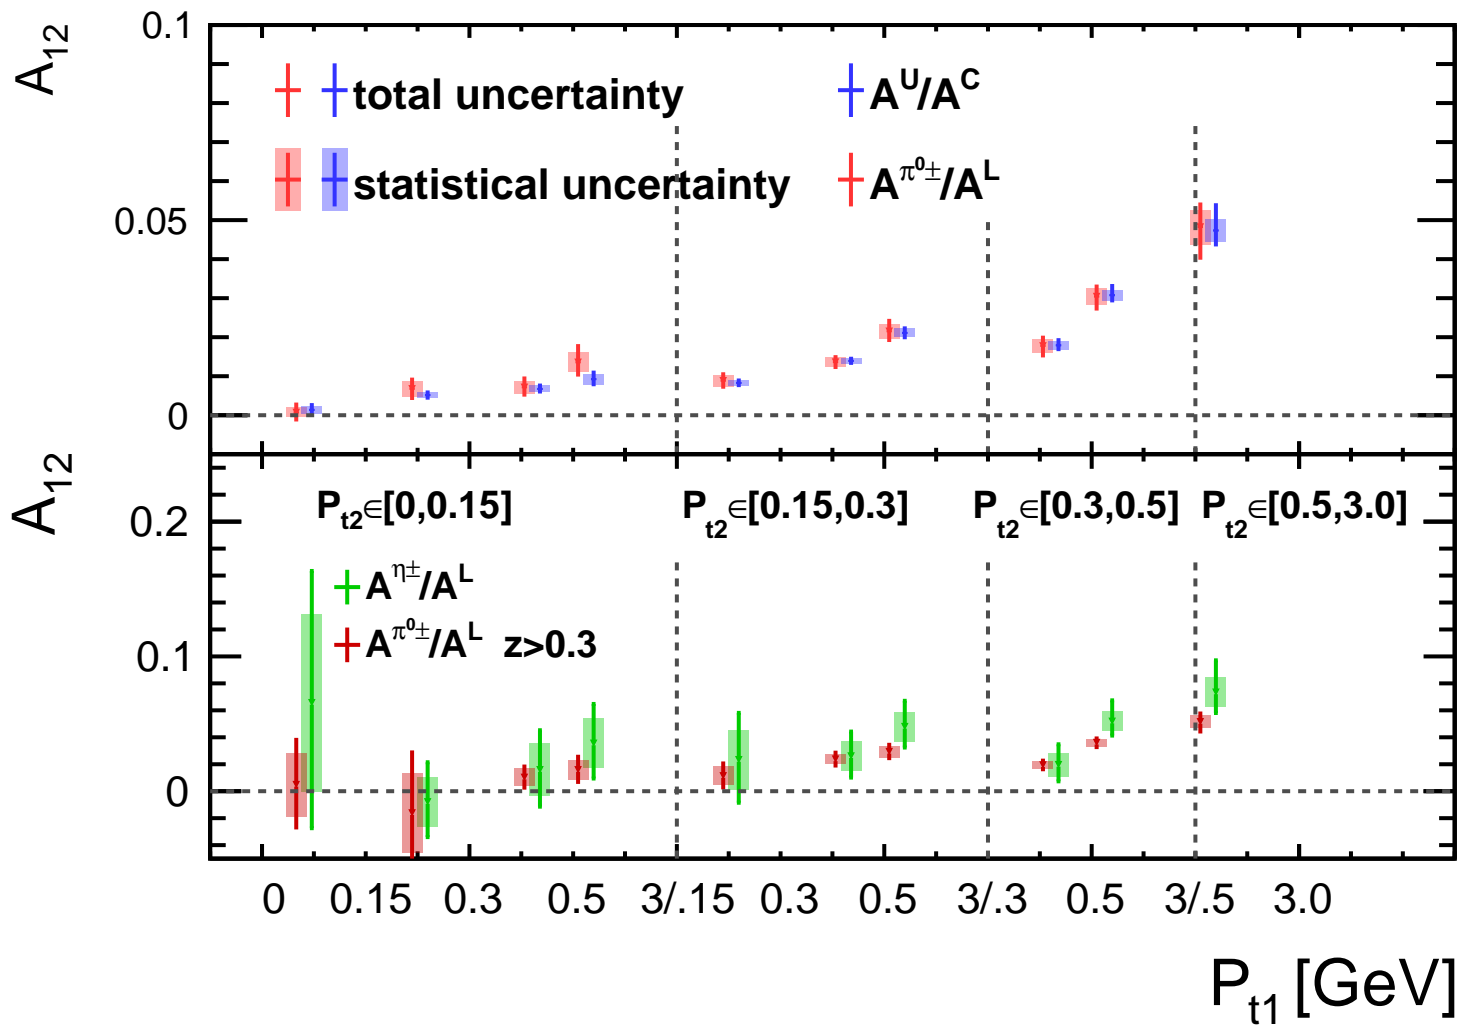 0.1
A₁₂
total uncertainty
A^U/A^C
statistical uncertainty
A^π⁰±/A^L
0.05
0
A₁₂
P_t2∈[0,0.15] P_t2∈[0.15,0.3] P_t2∈[0.3,0.5] P_t2∈[0.5,3.0]
0.2
A^η±/A^L
A^π⁰±/A^L z>0.3
0.1
0
0 0.15 0.3 0.5 3/.15 0.3 0.5 3/.3 0.5 3/.5 3.0
P_t1 [GeV]